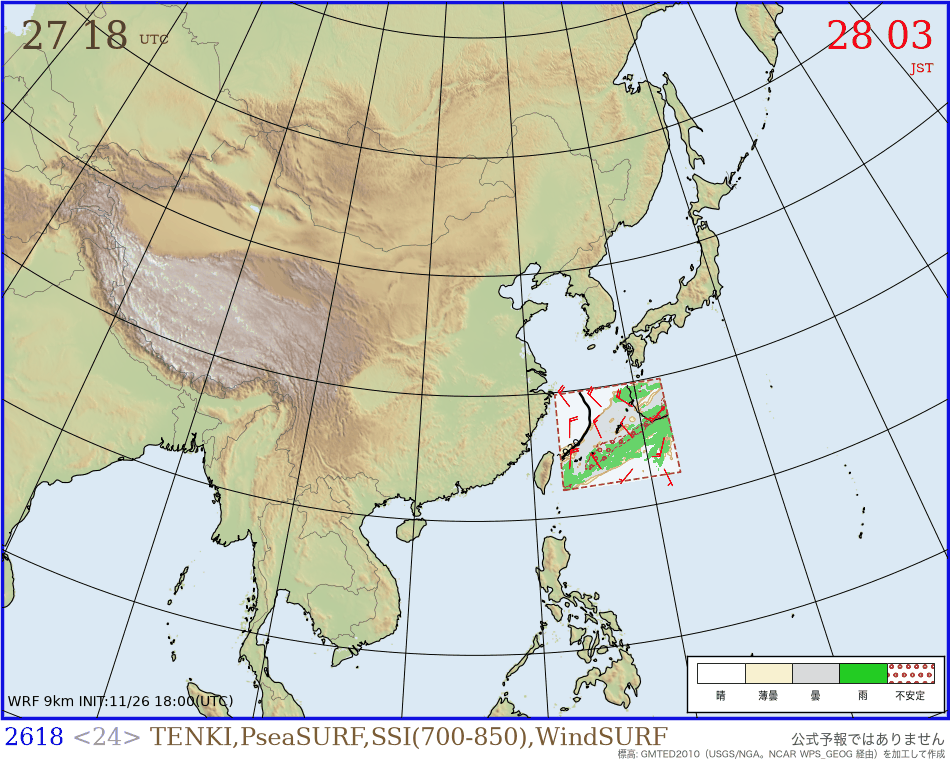 27 18 UTC
28 03
JST
晴 薄曇 曇 雨 不安定
WRF 9km INIT:11/26 18:00(UTC)
2618 <24> TENKI,PseaSURF,SSI(700-850),WindSURF
公式予報ではありません
標高: GMTED2010（USGS/NGA。NCAR WPS_GEOG 経由）を加工して作成